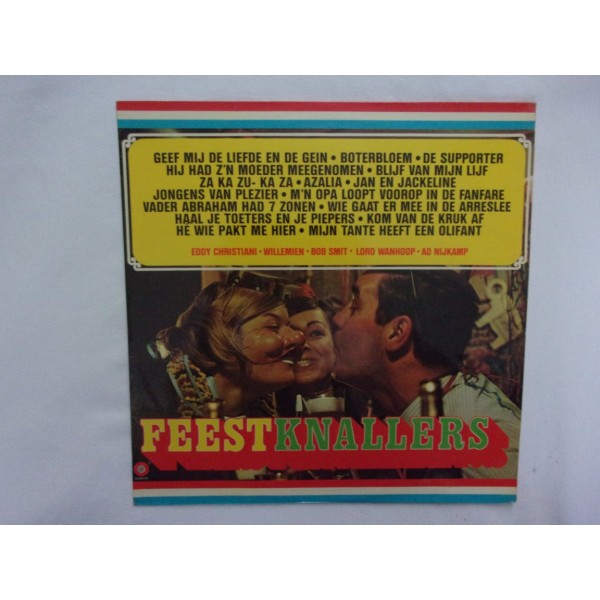 GEEF MIJ DE LIEFDE EN DE GEIN • BOTERBLOEM • DE SUPPORTER
HIJ HAD Z'N MOEDER MEEGENOMEN • BLIJF VAN MIJN LIJF
ZA KA ZU- KA ZA • AZALIA • JAN EN JACKELINE
JONGENS VAN PLEZIER • M'N OPA LOOPT VOOROP IN DE FANFARE
VADER ABRAHAM HAD 7 ZONEN • WIE GAAT ER MEE IN DE ARRESLEE
HAAL JE TOETERS EN JE PIEPERS • KOM VAN DE KRUK AF
HÉ WIE PAKT ME HIER • MIJN TANTE HEEFT EEN OLIFANT
EDDY CHRISTIANI • WILLEMIEN • BOB SMIT • LORD WANHOOP • AD NIJKAMP
FEESTKNALLERS